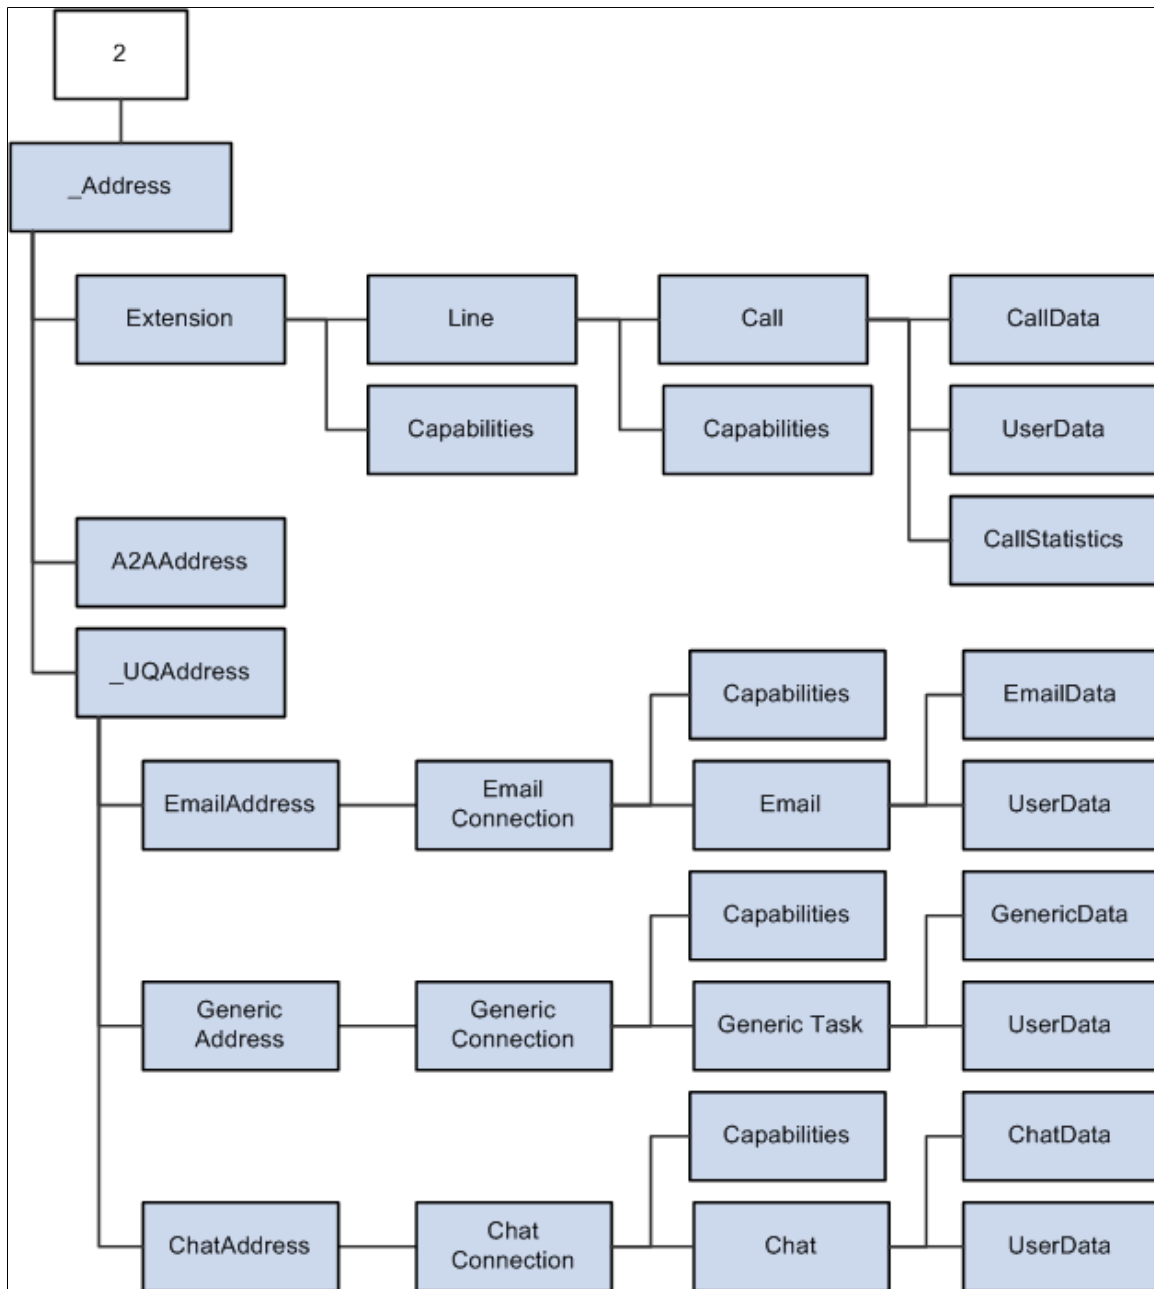 2
_Address
Extension
Line
Call
CallData
Capabilities
Capabilities
UserData
CallStatistics
A2AAddress
_UQAddress
Capabilities
EmailData
EmailAddress
Email
Connection
Email
UserData
Capabilities
GenericData
Generic
Address
Generic
Connection
Generic Task
UserData
Capabilities
ChatData
ChatAddress
Chat
Connection
Chat
UserData